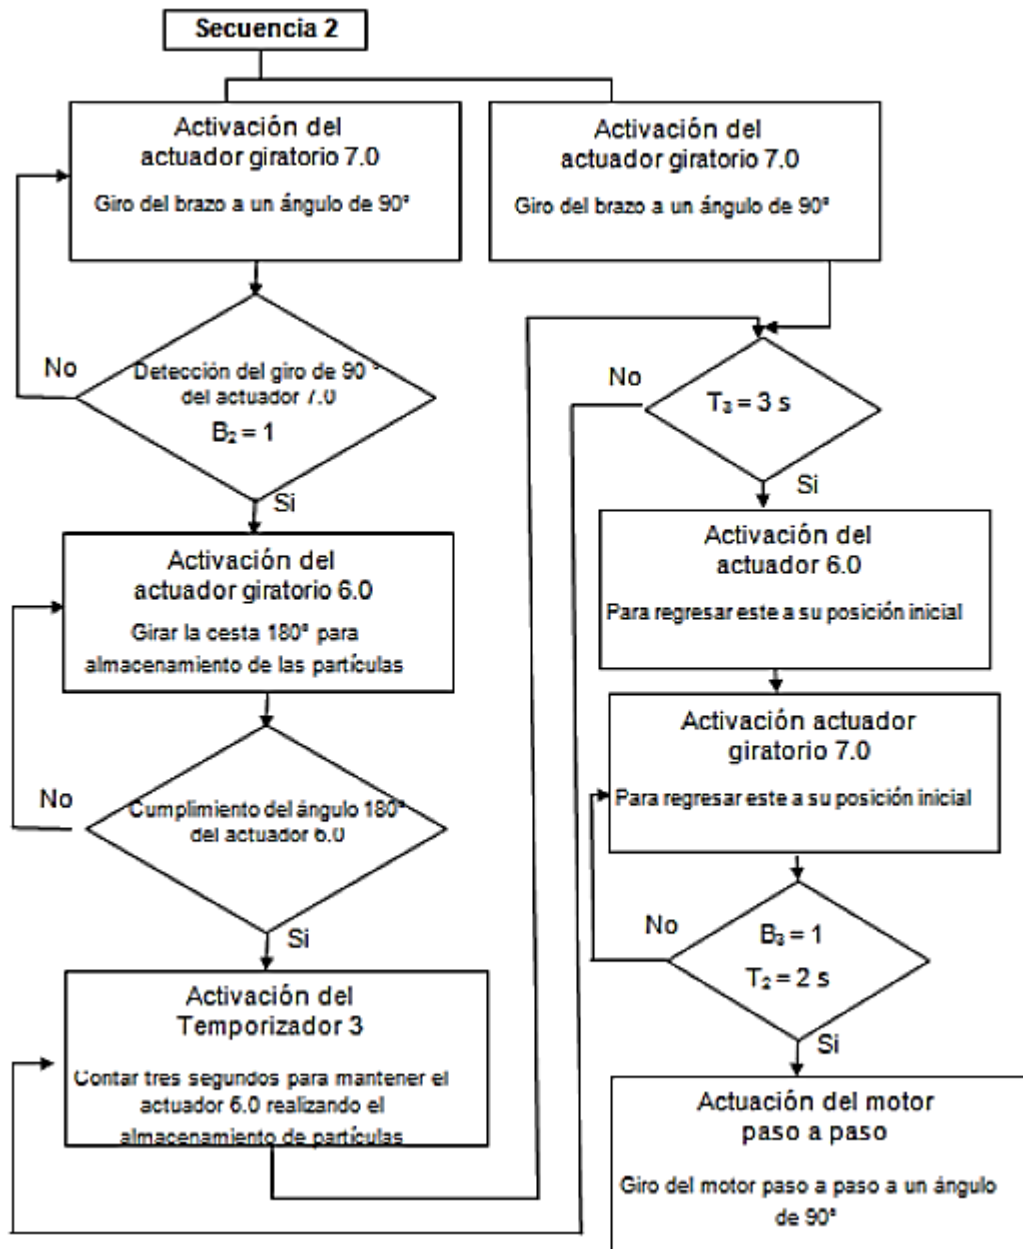 Secuencia 2
Activación del
actuador giratorio 7.0
Giro del brazo a un ángulo de 90°
No
Detección del giro de 90 °
del actuador 7.0
B₂ = 1
Si
Activación del
actuador giratorio 6.0
Girar la cesta 180° para
almacenamiento de las partículas
No
Cumplimiento del ángulo 180°
del actuador 6.0
Si
Activación del
Temporizador 3
Contar tres segundos para mantener el
actuador 6.0 realizando el
almacenamiento de partículas
Activación del
actuador giratorio 7.0
Giro del brazo a un ángulo de 90°
No
T₃ = 3 s
Si
Activación del
actuador 6.0
Para regresar este a su posición inicial
Activación actuador
giratorio 7.0
Para regresar este a su posición inicial
No
B₃ = 1
T₂ = 2 s
Si
Actuación del motor
paso a paso
Giro del motor paso a paso a un ángulo
de 90°